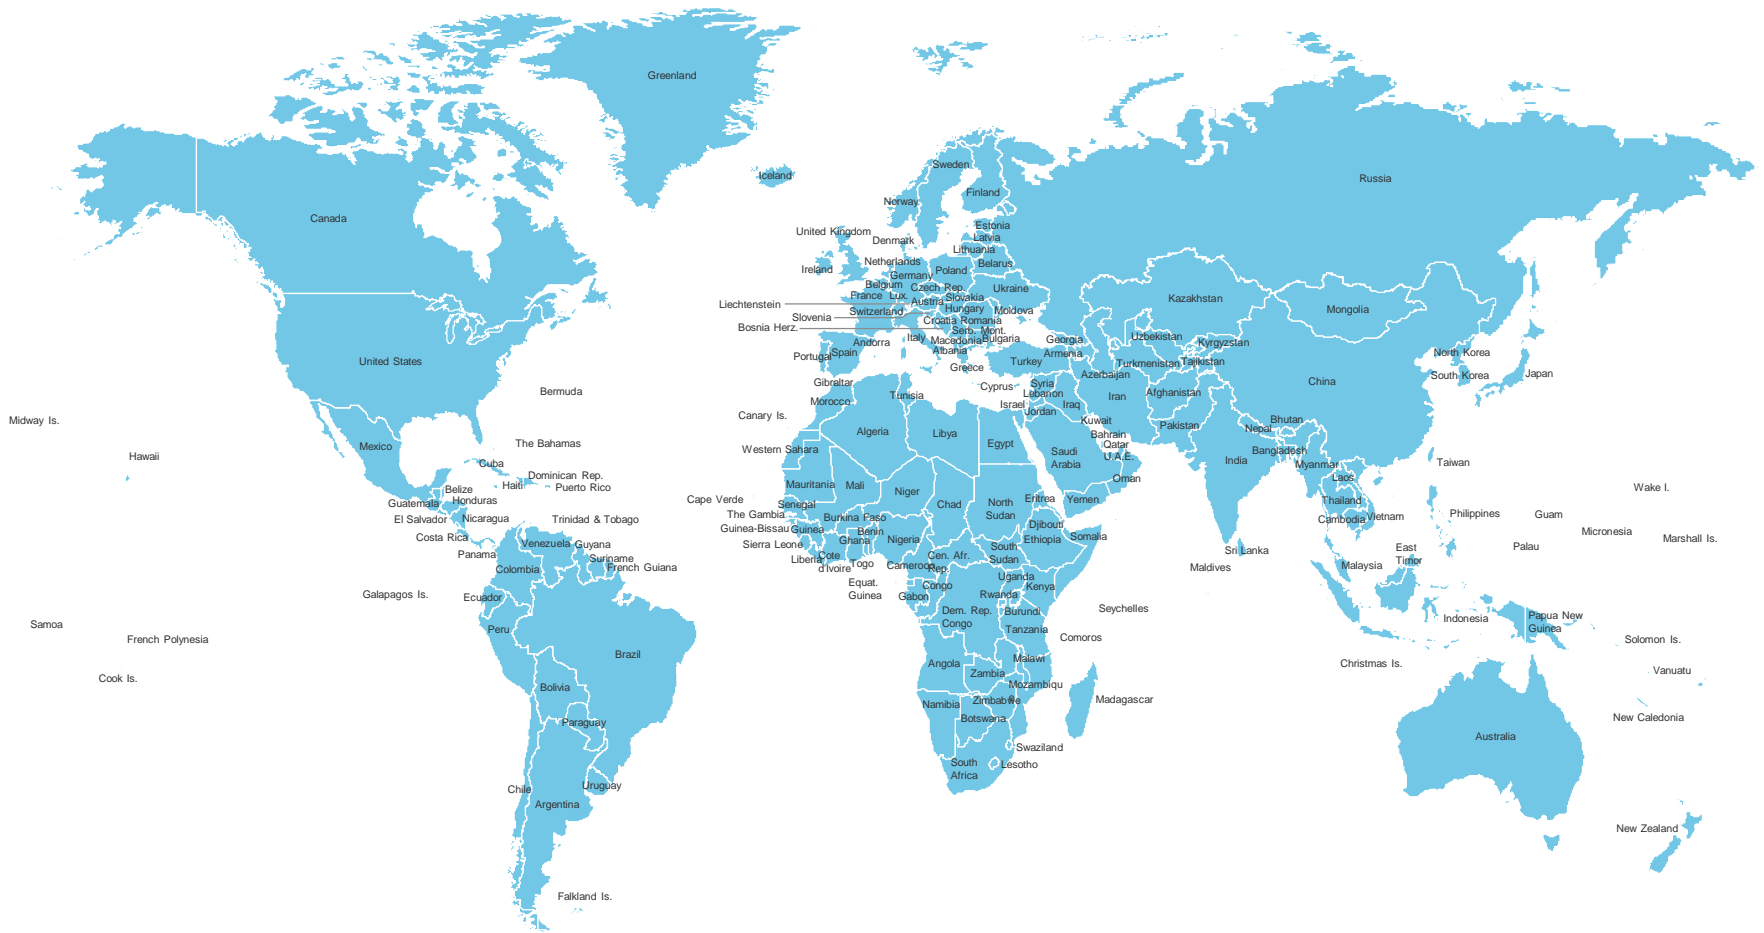 Greenland
Iceland
Sweden
Finland
Norway
Russia
Canada
United Kingdom
Denmark
Estonia
Latvia
Lithuania
Ireland
Netherlands
Germany
Poland
Belarus
Belgium
Czech Rep.
Ukraine
France
Lux.
Liechtenstein
Austria
Slovakia
Hungary
Switzerland
Moldova
Slovenia
Croatia
Romania
Bosnia Herz.
Serb. Mont.
Italy
Macedonia
Bulgaria
Andorra
Albania
Portugal
Spain
Greece
Turkey
Georgia
Armenia
Azerbaijan
Kazakhstan
Mongolia
Uzbekistan
Kyrgyzstan
Turkmenistan
Tajikistan
North Korea
South Korea
Japan
China
United States
Bermuda
Gibraltar
Morocco
Tunisia
Cyprus
Syria
Lebanon
Israel
Jordan
Iraq
Iran
Afghanistan
Kuwait
Pakistan
Bahrain
Qatar
U.A.E.
Nepal
Bhutan
Bangladesh
Myanmar
India
Taiwan
Midway Is.
Hawaii
Mexico
The Bahamas
Cuba
Dominican Rep.
Haiti
Puerto Rico
Canary Is.
Western Sahara
Algeria
Libya
Egypt
Saudi
Arabia
Oman
Yemen
Laos
Thailand
Cambodia
Vietnam
Philippines
Wake I.
Guam
Micronesia
Marshall Is.
Palau
Belize
Guatemala
Honduras
El Salvador
Nicaragua
Costa Rica
Panama
Trinidad & Tobago
Venezuela
Guyana
Suriname
French Guiana
Colombia
Cape Verde
Mauritania
Mali
Niger
Chad
North
Sudan
Eritrea
Djibouti
Ethiopia
Somalia
Senegal
The Gambia
Guinea-Bissau
Guinea
Sierra Leone
Liberia
Cote
d'Ivoire
Burkina Faso
Ghana
Benin
Togo
Nigeria
Cameroon
Cen. Afr.
Rep.
South
Sudan
Equat.
Guinea
Gabon
Congo
Uganda
Kenya
Rwanda
Burundi
Dem. Rep.
Congo
Tanzania
Sri Lanka
Maldives
Malaysia
East
Timor
Seychelles
Comoros
Indonesia
Papua New
Guinea
Solomon Is.
Galapagos Is.
Ecuador
Peru
Brazil
Samoa
French Polynesia
Cook Is.
Bolivia
Paraguay
Chile
Argentina
Uruguay
Falkland Is.
Angola
Zambia
Malawi
Mozambiqu
e
Zimbabwe
Namibia
Botswana
Madagascar
Swaziland
Lesotho
South
Africa
Christmas Is.
Vanuatu
New Caledonia
Australia
New Zealand